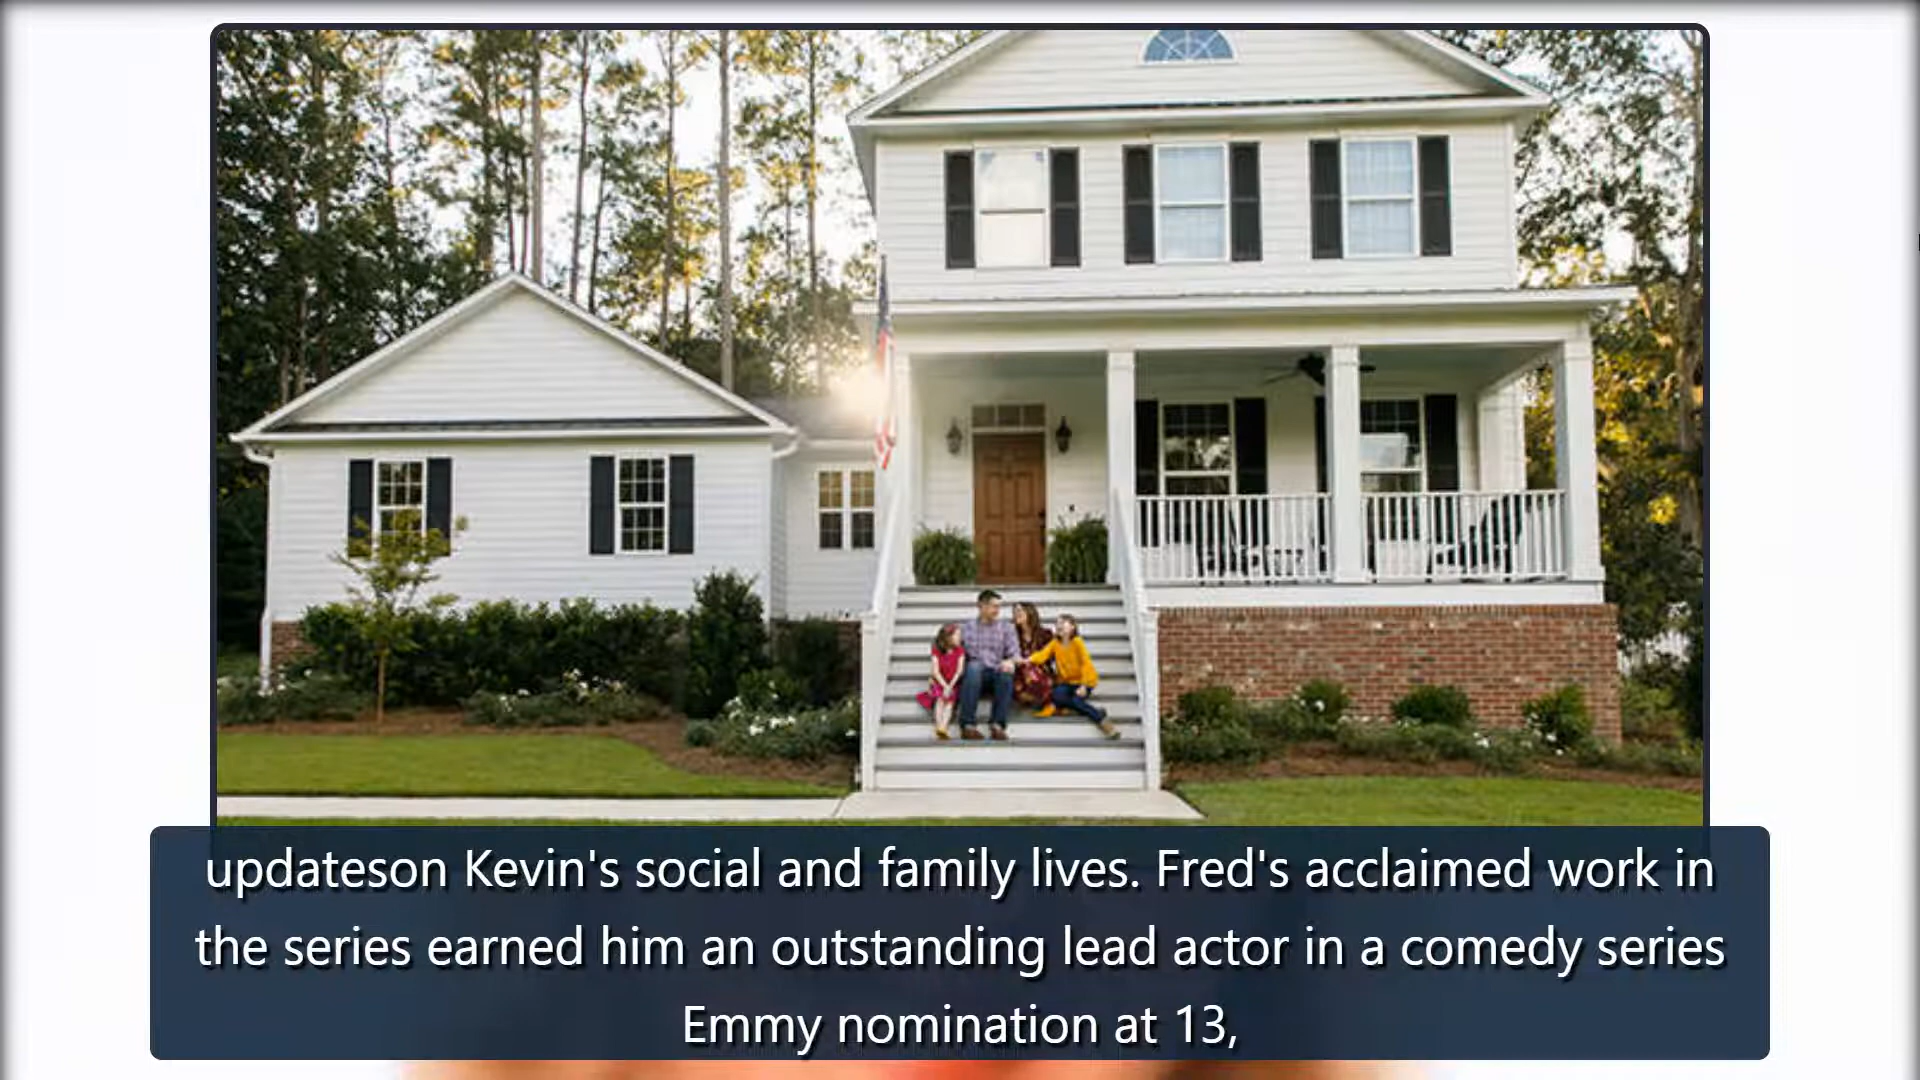 updateson Kevin's social and family lives. Fred's acclaimed work in
the series earned him an outstanding lead actor in a comedy series
Emmy nomination at 13,